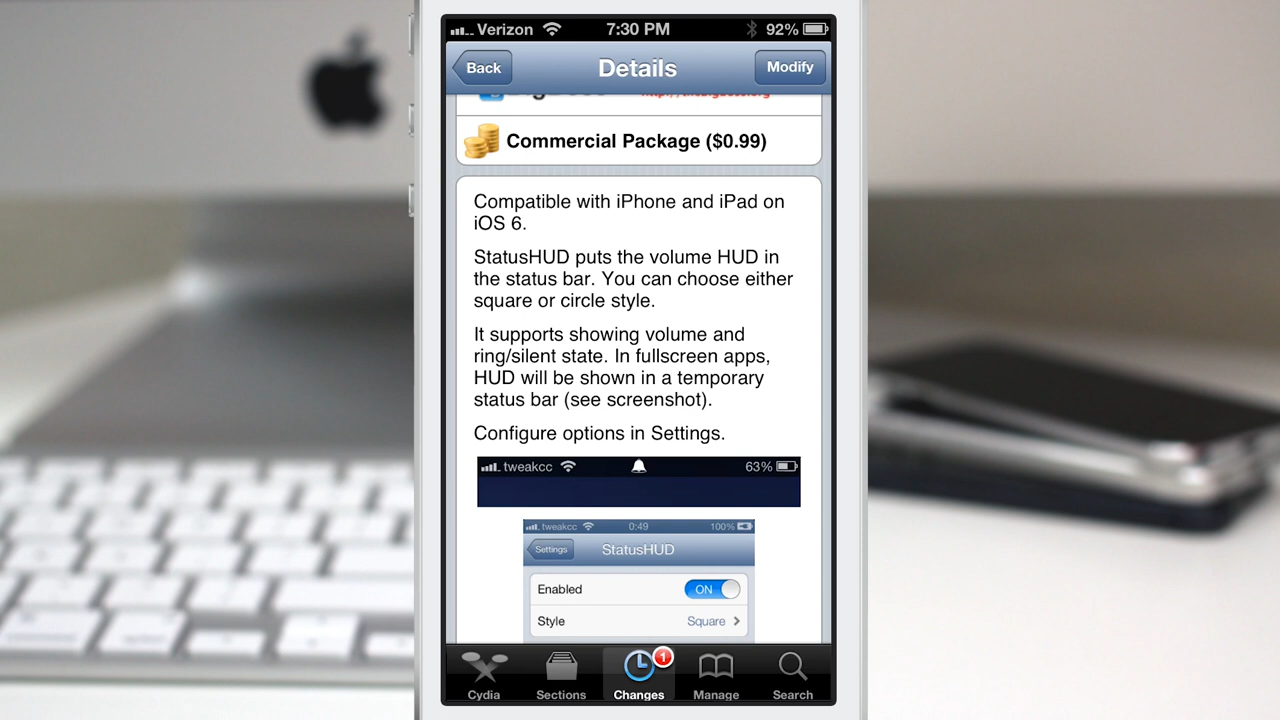 Verizon 7:30 PM 92%
Back Details Modify
Commercial Package ($0.99)
Compatible with iPhone and iPad on
iOS 6.
StatusHUD puts the volume HUD in
the status bar. You can choose either
square or circle style.
It supports showing volume and
ring/silent state. In fullscreen apps,
HUD will be shown in a temporary
status bar (see screenshot).
Configure options in Settings.
tweakcc 63%
tweakcc 0:49 100%
Settings StatusHUD
Enabled ON
Style Square
1
Cydia Sections Changes Manage Search